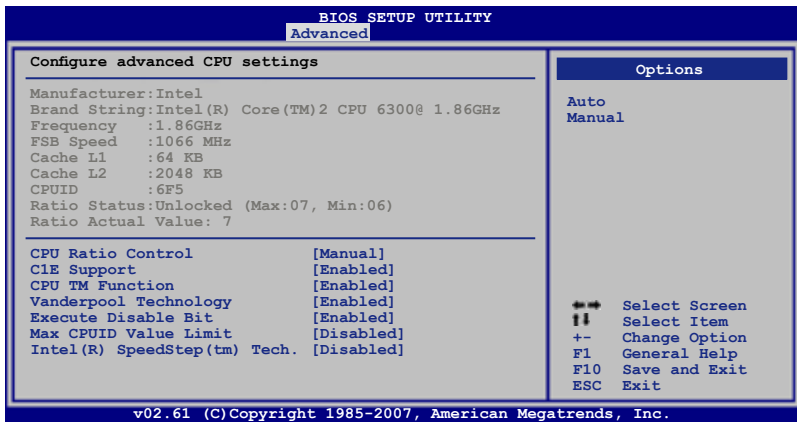 BIOS SETUP UTILITY
Advanced
Configure advanced CPU settings
Manufacturer:Intel
Brand String:Intel(R) Core(TM)2 CPU 6300@ 1.86GHz
Frequency :1.86GHz
FSB Speed :1066 MHz
Cache L1 :64 KB
Cache L2 :2048 KB
CPUID :6F5
Ratio Status:Unlocked (Max:07, Min:06)
Ratio Actual Value: 7
CPU Ratio Control [Manual]
C1E Support [Enabled]
CPU TM Function [Enabled]
Vanderpool Technology [Enabled]
Execute Disable Bit [Enabled]
Max CPUID Value Limit [Disabled]
Intel(R) SpeedStep(tm) Tech. [Disabled]
Options
Auto
Manual
←→ Select Screen
↑↓ Select Item
+- Change Option
F1 General Help
F10 Save and Exit
ESC Exit
v02.61 (C)Copyright 1985-2007, American Megatrends, Inc.